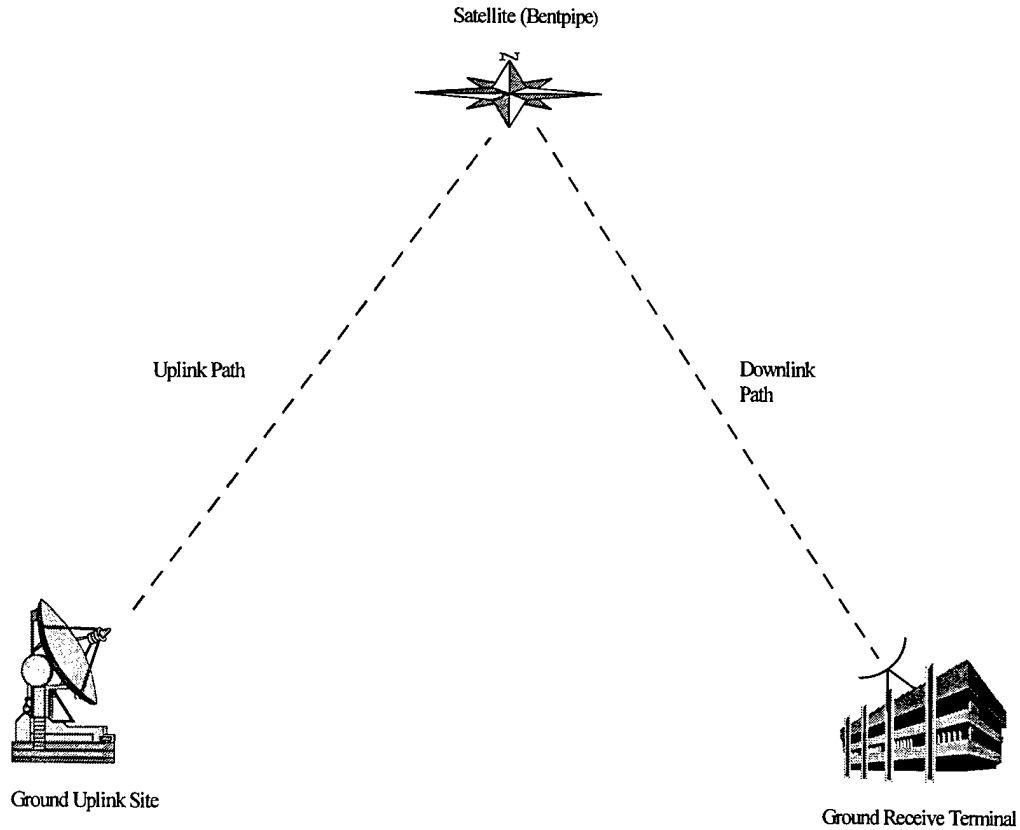 Satellite (Bentpipe)
N
Uplink Path
Downlink
Path
Ground Uplink Site
Ground Receive Terminal